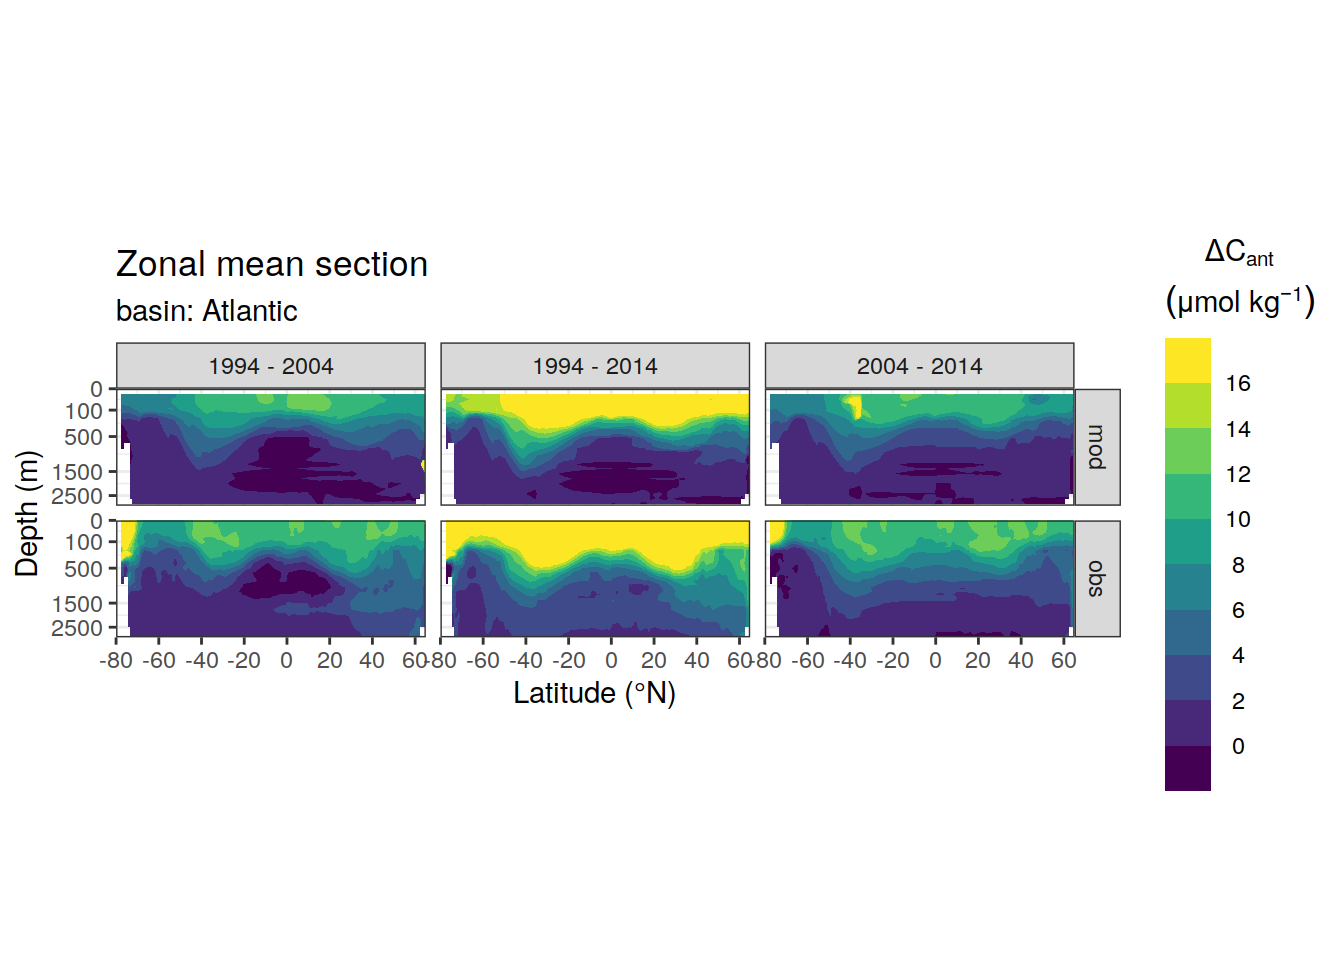 Zonal mean section
basin: Atlantic
ΔC_ant
(μmol kg⁻¹)
1994 - 2004
1994 - 2014
2004 - 2014
mod
obs
Depth (m)
0
100
500
1500
2500
0
100
500
1500
2500
-80 -60 -40 -20 0 20 40 60
-80 -60 -40 -20 0 20 40 60
-80 -60 -40 -20 0 20 40 60
Latitude (°N)
16
14
12
10
8
6
4
2
0